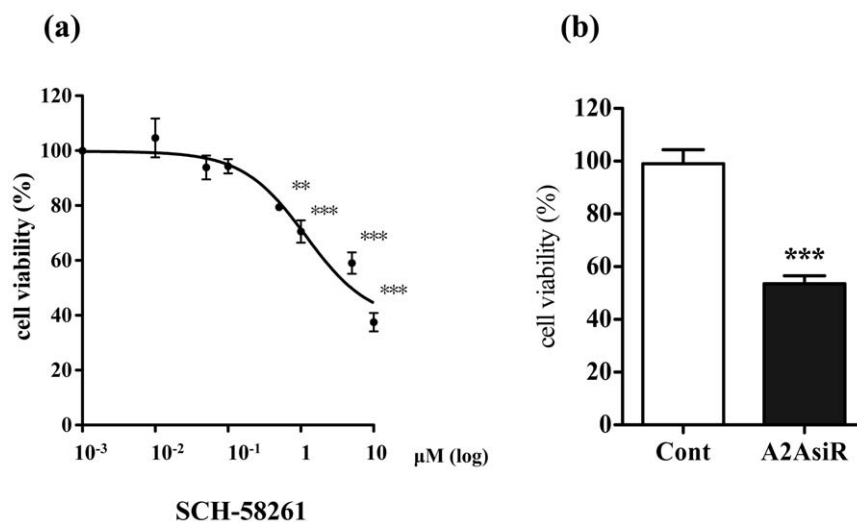 (a)
cell viability (%)
120
100
80
60
40
20
0
**
***
***
***
10⁻³ 10⁻² 10⁻¹ 1 10 μM (log)
SCH-58261
(b)
cell viability (%)
120
100
80
60
40
20
0
***
Cont A2AsiR